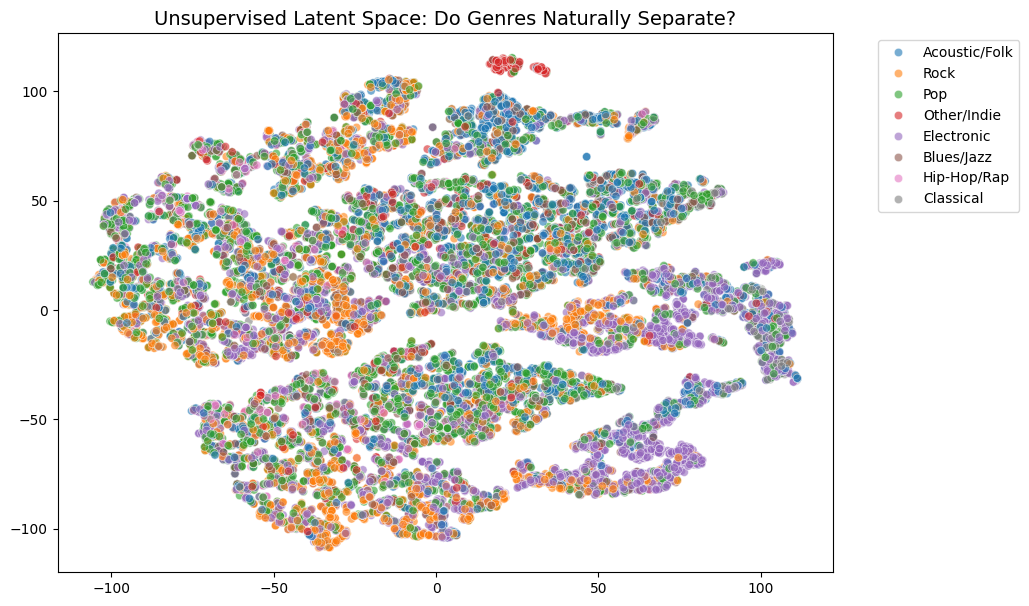 Unsupervised Latent Space: Do Genres Naturally Separate?
100
50
0
−50
−100
−100
−50
0
50
100
Acoustic/Folk
Rock
Pop
Other/Indie
Electronic
Blues/Jazz
Hip-Hop/Rap
Classical